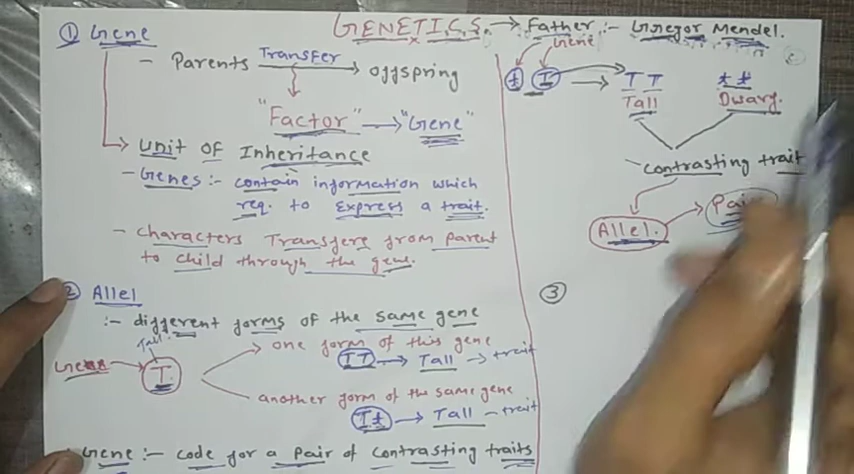 GENETICS. → Father :- Gregor Mendel.
① Gene
- Parents Transfer → offspring
"Factor" → "Gene"
→ Unit of Inheritance
- Genes :- contain information which
req. to express a trait.
- characters Transfere from parent
to child through the gene.
② Allel
:- different forms of the same gene
Tall
Gene → T
one form of this gene
TT → Tall → trait
another form of the same gene
Tt → Tall - trait
Gene :- code for a pair of contrasting traits
Gene
t T → TT tt
Tall Dwarf.
- contrasting trait
Allel. → Pair
③